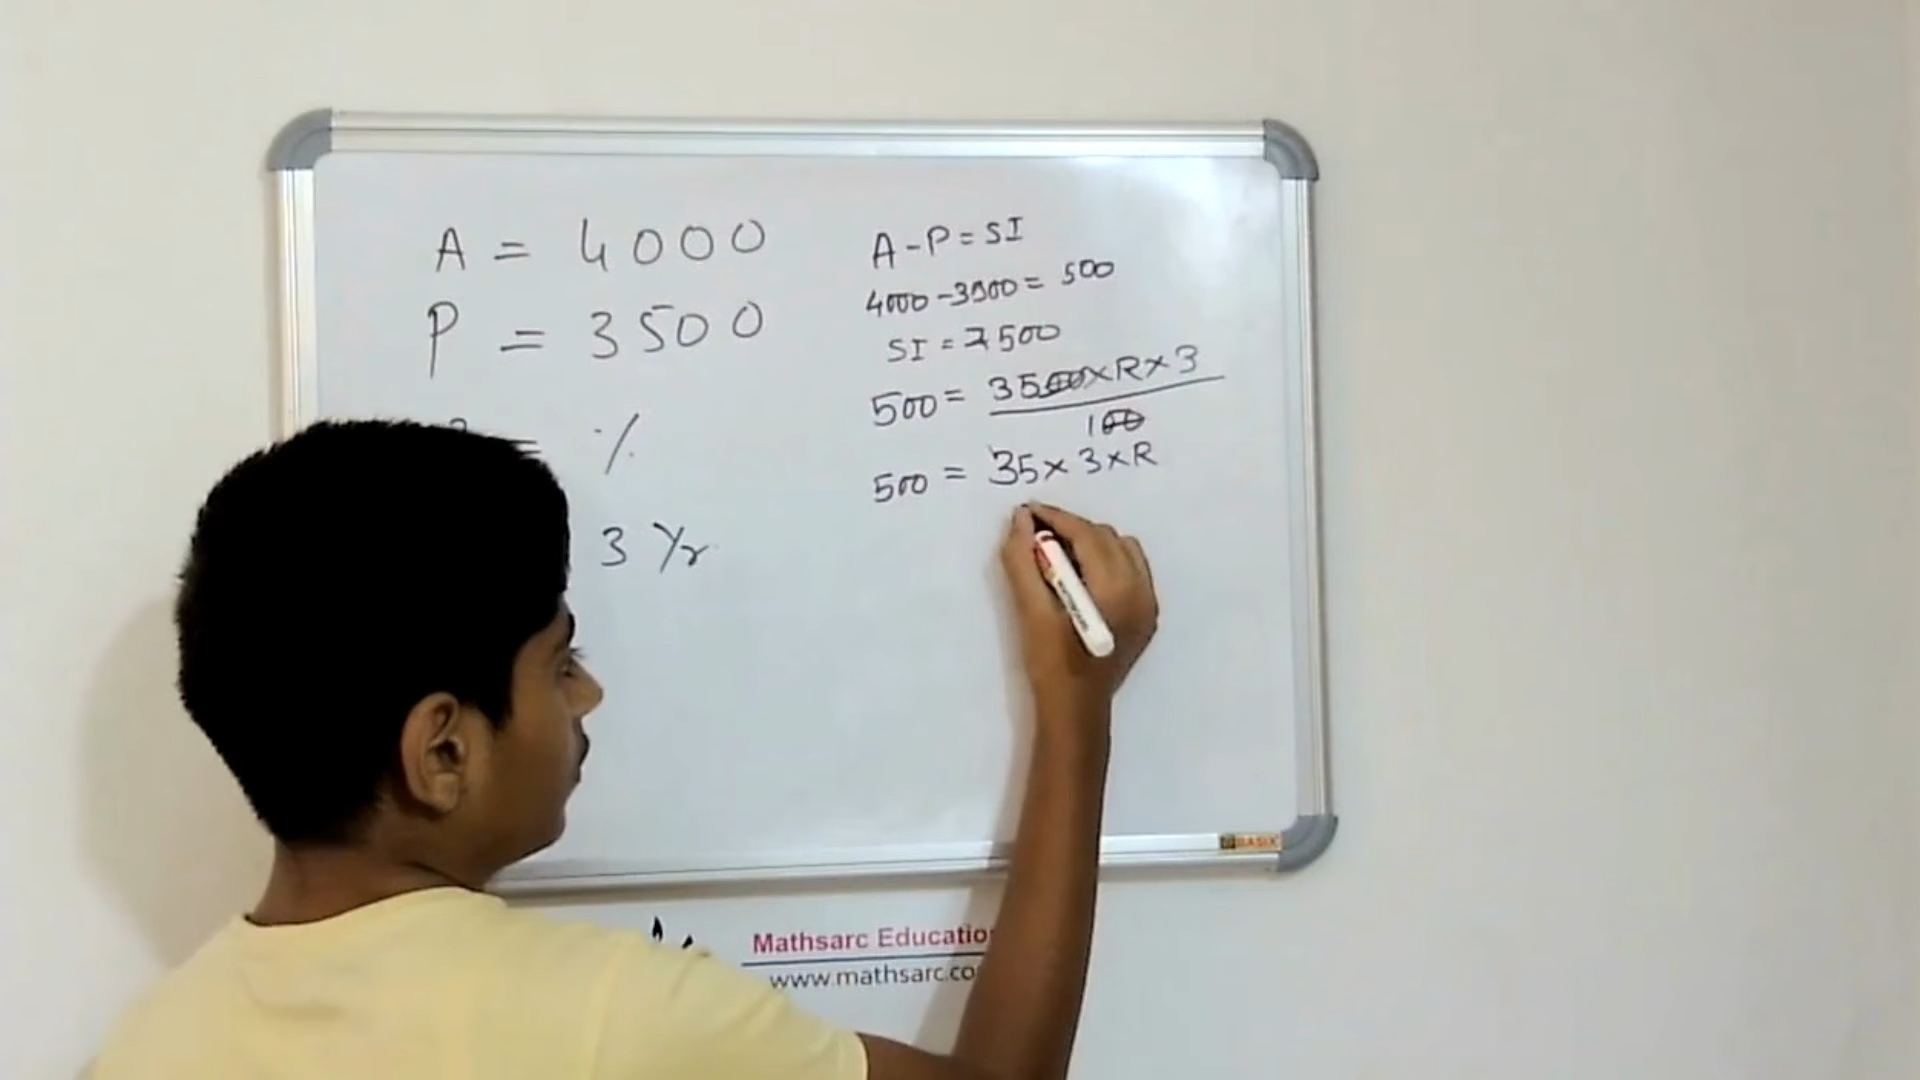 A = 4000
P = 3500
= %
3 Yr
A - P = SI
4000 - 3500 = 500
SI = ₹ 500
500 = 3500 × R × 3
100
500 = 35 × 3 × R
BASIX
Mathsarc Educatio
www.mathsarc.co